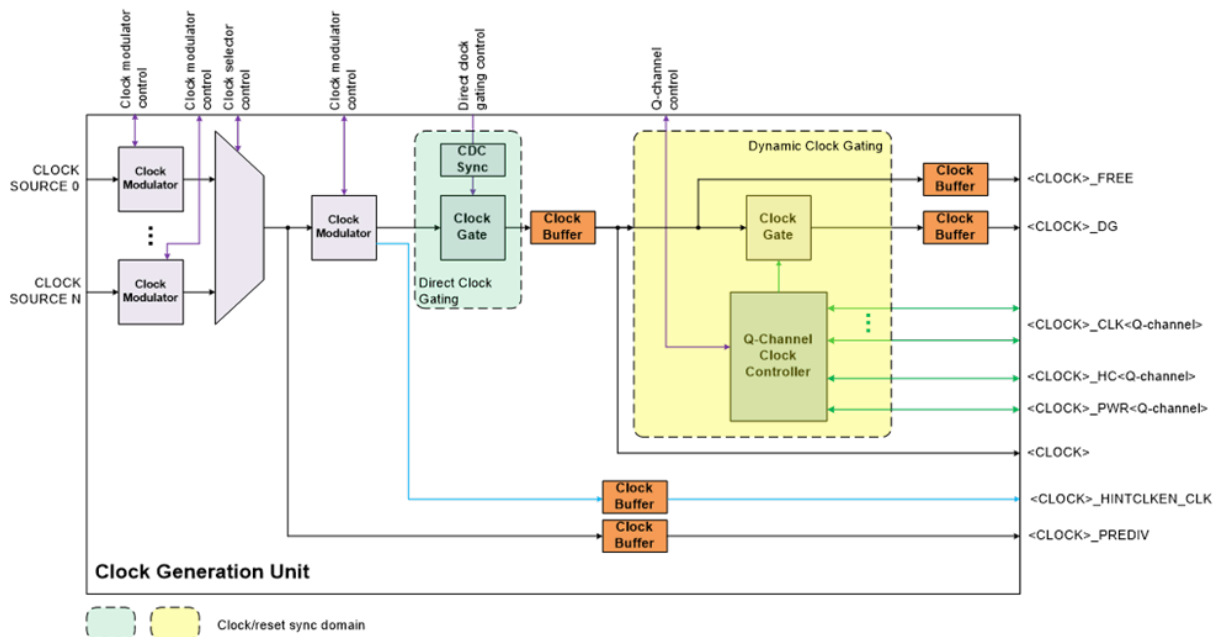 Clock modulator
control
Clock modulator
control
Clock selector
control
Clock modulator
control
Direct clock
gating control
Q-channel
control
CLOCK
SOURCE 0
Clock
Modulator
CLOCK
SOURCE N
Clock
Modulator
Clock
Modulator
CDC
Sync
Clock
Gate
Direct Clock
Gating
Clock
Buffer
Dynamic Clock Gating
Clock
Gate
Q-Channel
Clock
Controller
Clock
Buffer
<CLOCK>_FREE
Clock
Buffer
<CLOCK>_DG
<CLOCK>_CLK<Q-channel>
<CLOCK>_HC<Q-channel>
<CLOCK>_PWR<Q-channel>
<CLOCK>
Clock
Buffer
<CLOCK>_HINTCLKEN_CLK
Clock
Buffer
<CLOCK>_PREDIV
Clock Generation Unit
Clock/reset sync domain